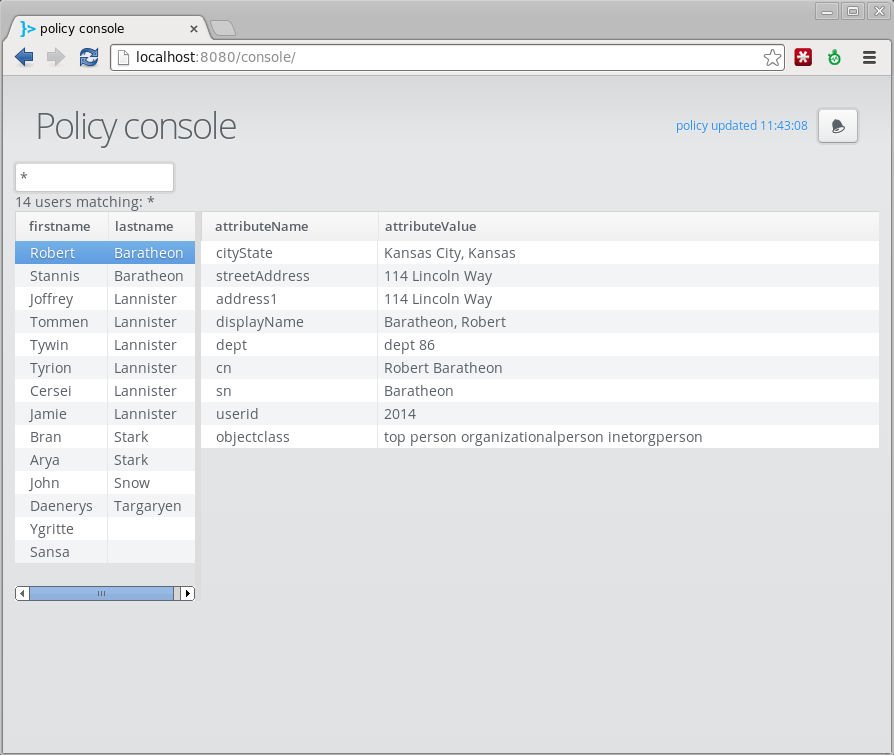 }> policy console
localhost:8080/console/
Policy console
policy updated 11:43:08
*
14 users matching: *
firstname lastname attributeName attributeValue
Robert Baratheon cityState Kansas City, Kansas
Stannis Baratheon streetAddress 114 Lincoln Way
Joffrey Lannister address1 114 Lincoln Way
Tommen Lannister displayName Baratheon, Robert
Tywin Lannister dept dept 86
Tyrion Lannister cn Robert Baratheon
Cersei Lannister sn Baratheon
Jamie Lannister userid 2014
Bran Stark objectclass top person organizationalperson inetorgperson
Arya Stark
John Snow
Daenerys Targaryen
Ygritte
Sansa